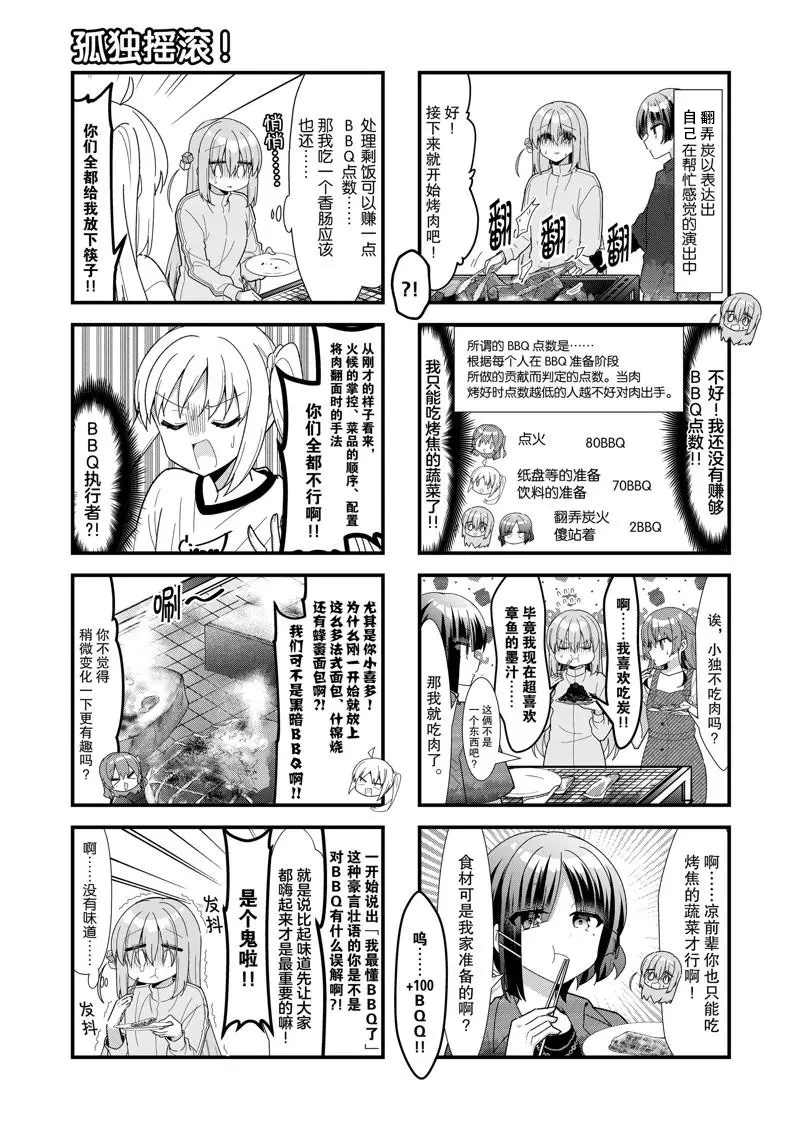 孤独摇滚！
翻弄炭以表达出
自己在帮忙感觉的演出中
好！
接下来就开始烤肉吧！
翻
翻
翻
?!
不好！我还没有赚够
BBQ点数!!
所谓的 BBQ 点数是……
根据每个人在 BBQ 准备阶段
所做的贡献而判定的点数。当肉
烤好时点数越低的人越不好对肉出手。
点火 80BBQ
纸盘等的准备
饮料的准备 70BBQ
翻弄炭火
傻站着 2BBQ
我只能吃烤焦的蔬菜了!!
诶，小独不吃肉吗？
啊……我喜欢吃炭!!
毕竟我现在超喜欢
章鱼的墨汁……
这俩不是
一个东西吧？
那我就吃肉了。
啊……凉前辈你也只能吃
烤焦的蔬菜才行啊！
食材可是我家准备的啊？
呜……
+100
BQQ!!
处理剩饭可以赚一点
BBQ点数……
那我吃一个香肠应该
也还……
悄悄……
你们全都给我放下筷子!!
从刚才的样子看来，
火候的掌控、菜品的顺序、配置
将肉翻面时的手法
你们全都不行啊!!
BBQ执行者?!
尤其是你小喜多！
为什么刚一开始就放上
这么多法式面包、什锦烧
还有蜂蜜面包啊?!
我们可不是黑暗BBQ啊!!
唰～
你不觉得
稍微变化一下更有趣吗？
一开始说出「我最懂BBQ了」
这种豪言壮语的你是不是
对BBQ有什么误解啊?!
就是说比起味道先让大家
都嗨起来才是最重要的嘛！
是个鬼啦!!
发抖
啊……没有味道……
发抖